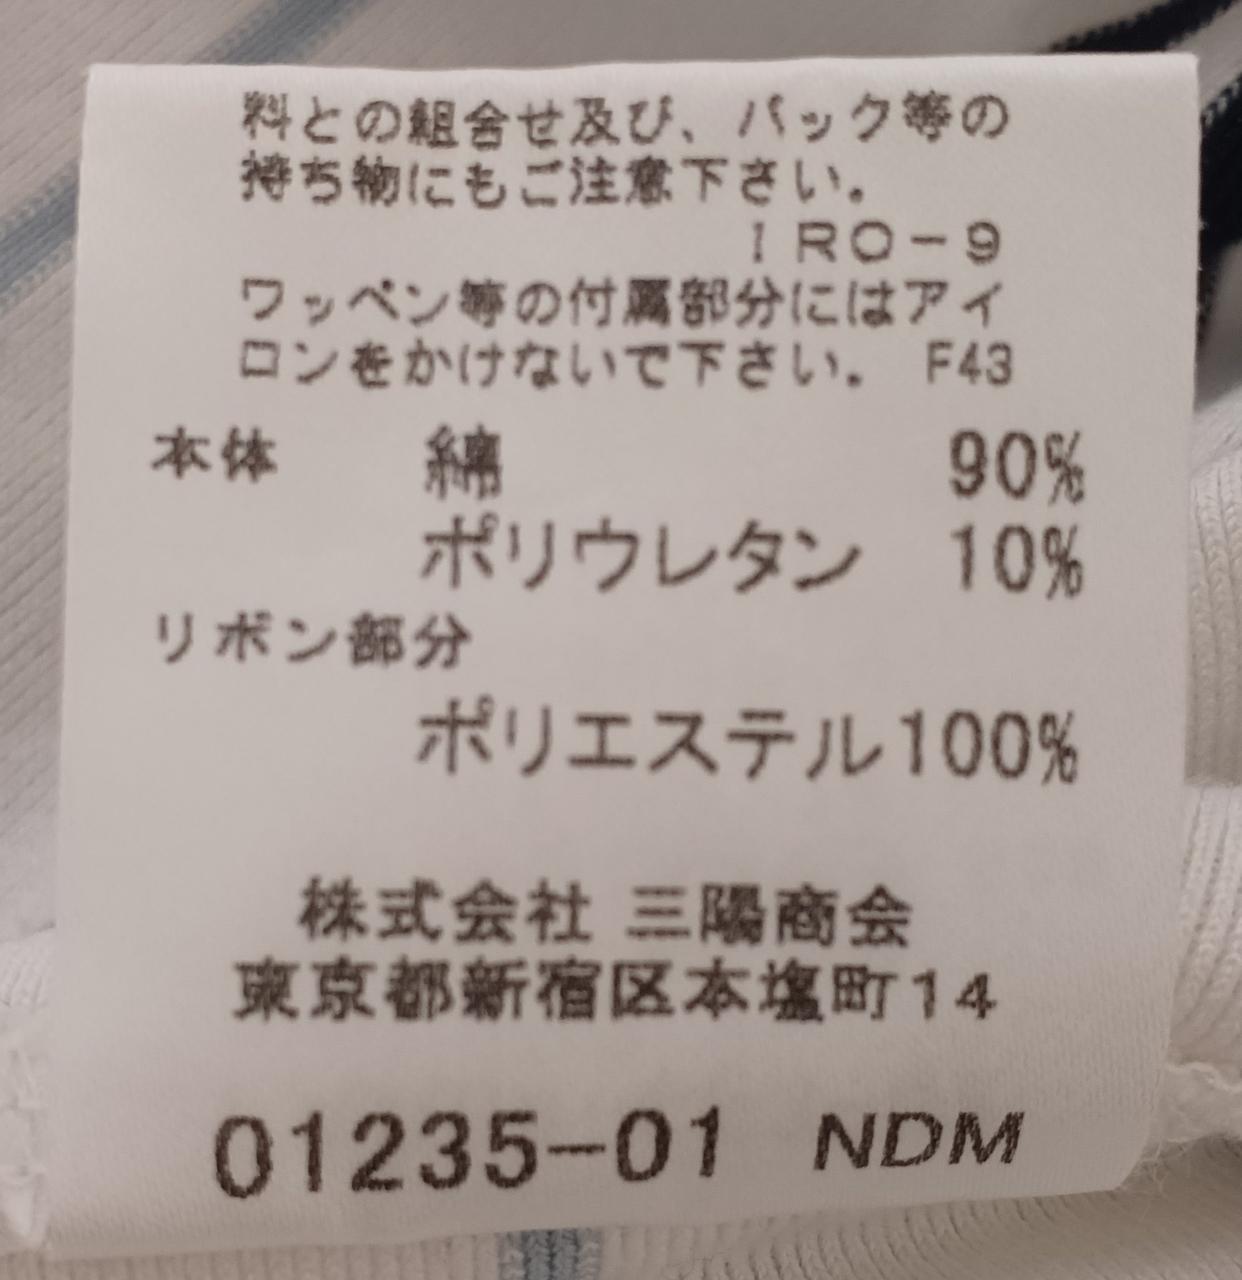 料との組合せ及び、バック等の
持ち物にもご注意下さい。
IRO-9
ワッペン等の付属部分にはアイ
ロンをかけないで下さい。 F43
本体 綿 90%
ポリウレタン 10%
リボン部分
ポリエステル100%
株式会社 三陽商会
東京都新宿区本塩町14
01235-01 NDM